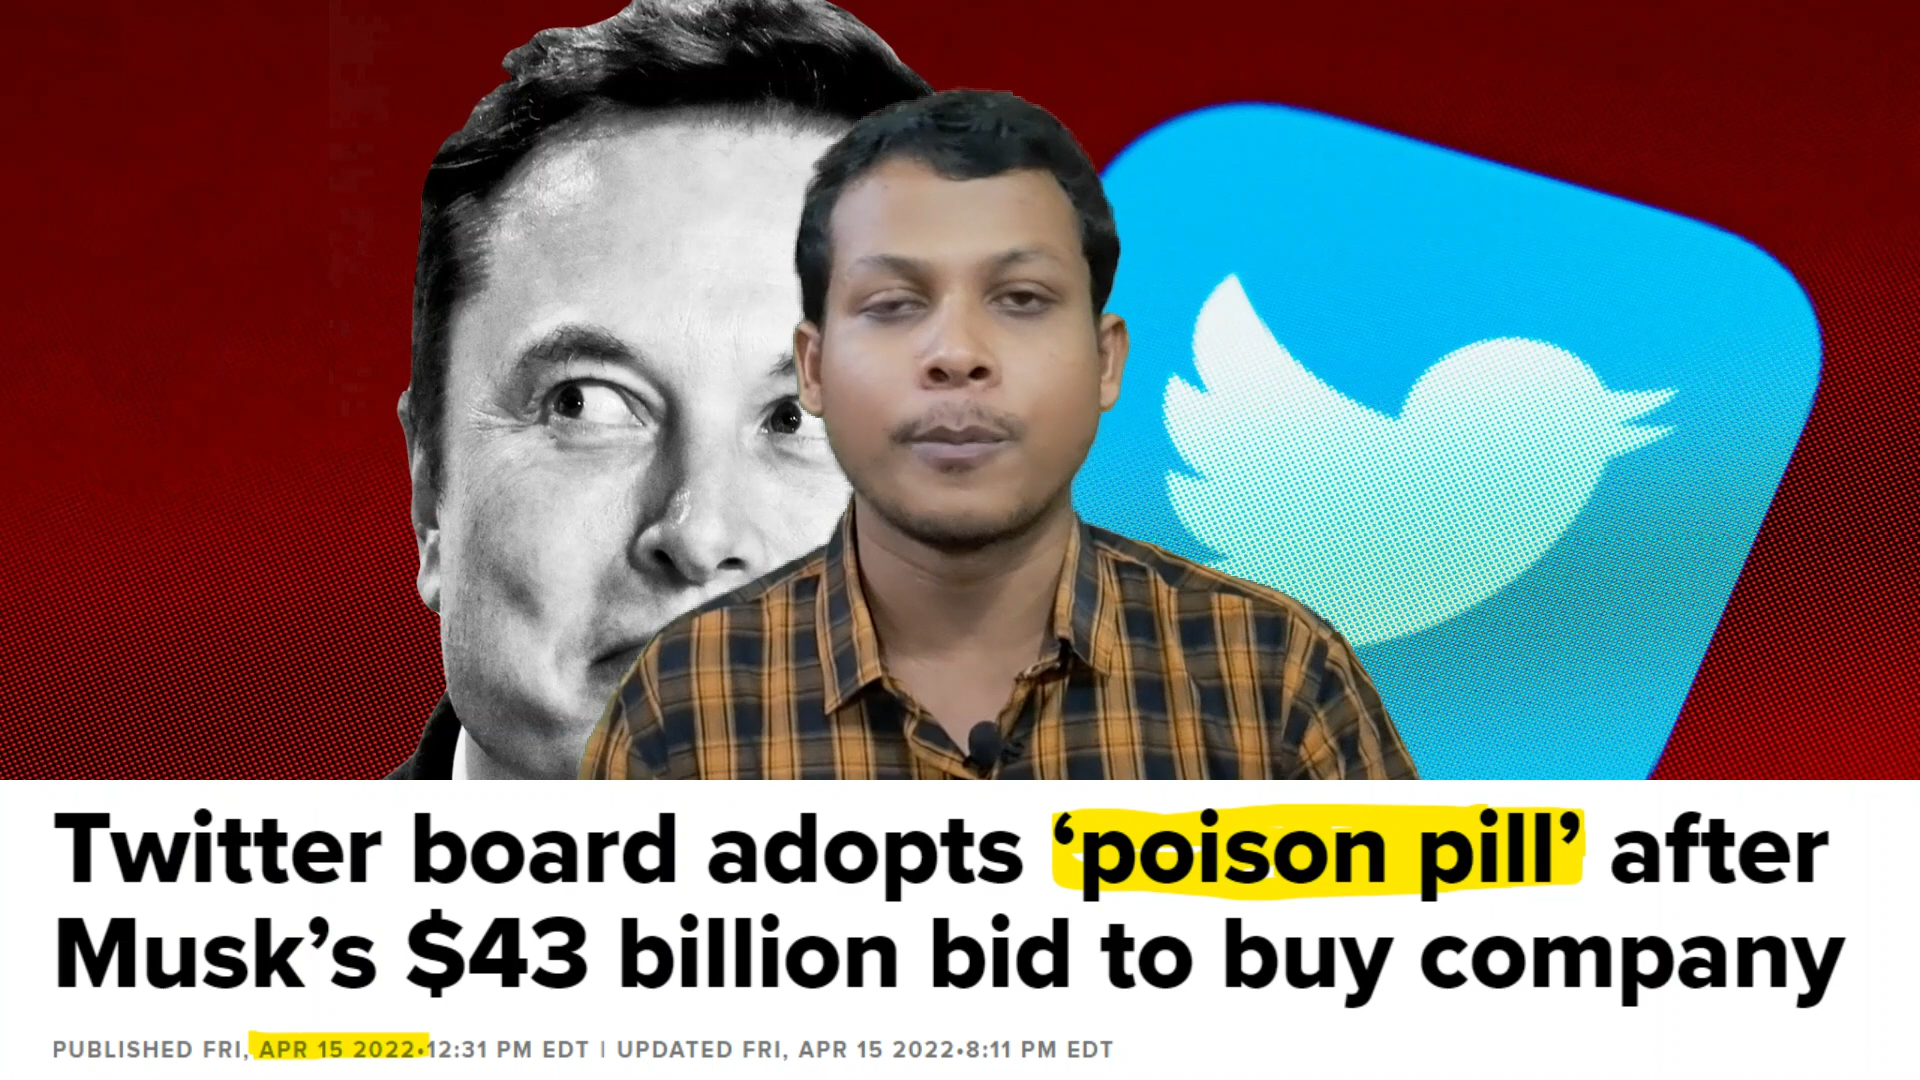 Twitter board adopts ‘poison pill’ after
Musk’s $43 billion bid to buy company
PUBLISHED FRI, APR 15 2022•12:31 PM EDT | UPDATED FRI, APR 15 2022•8:11 PM EDT